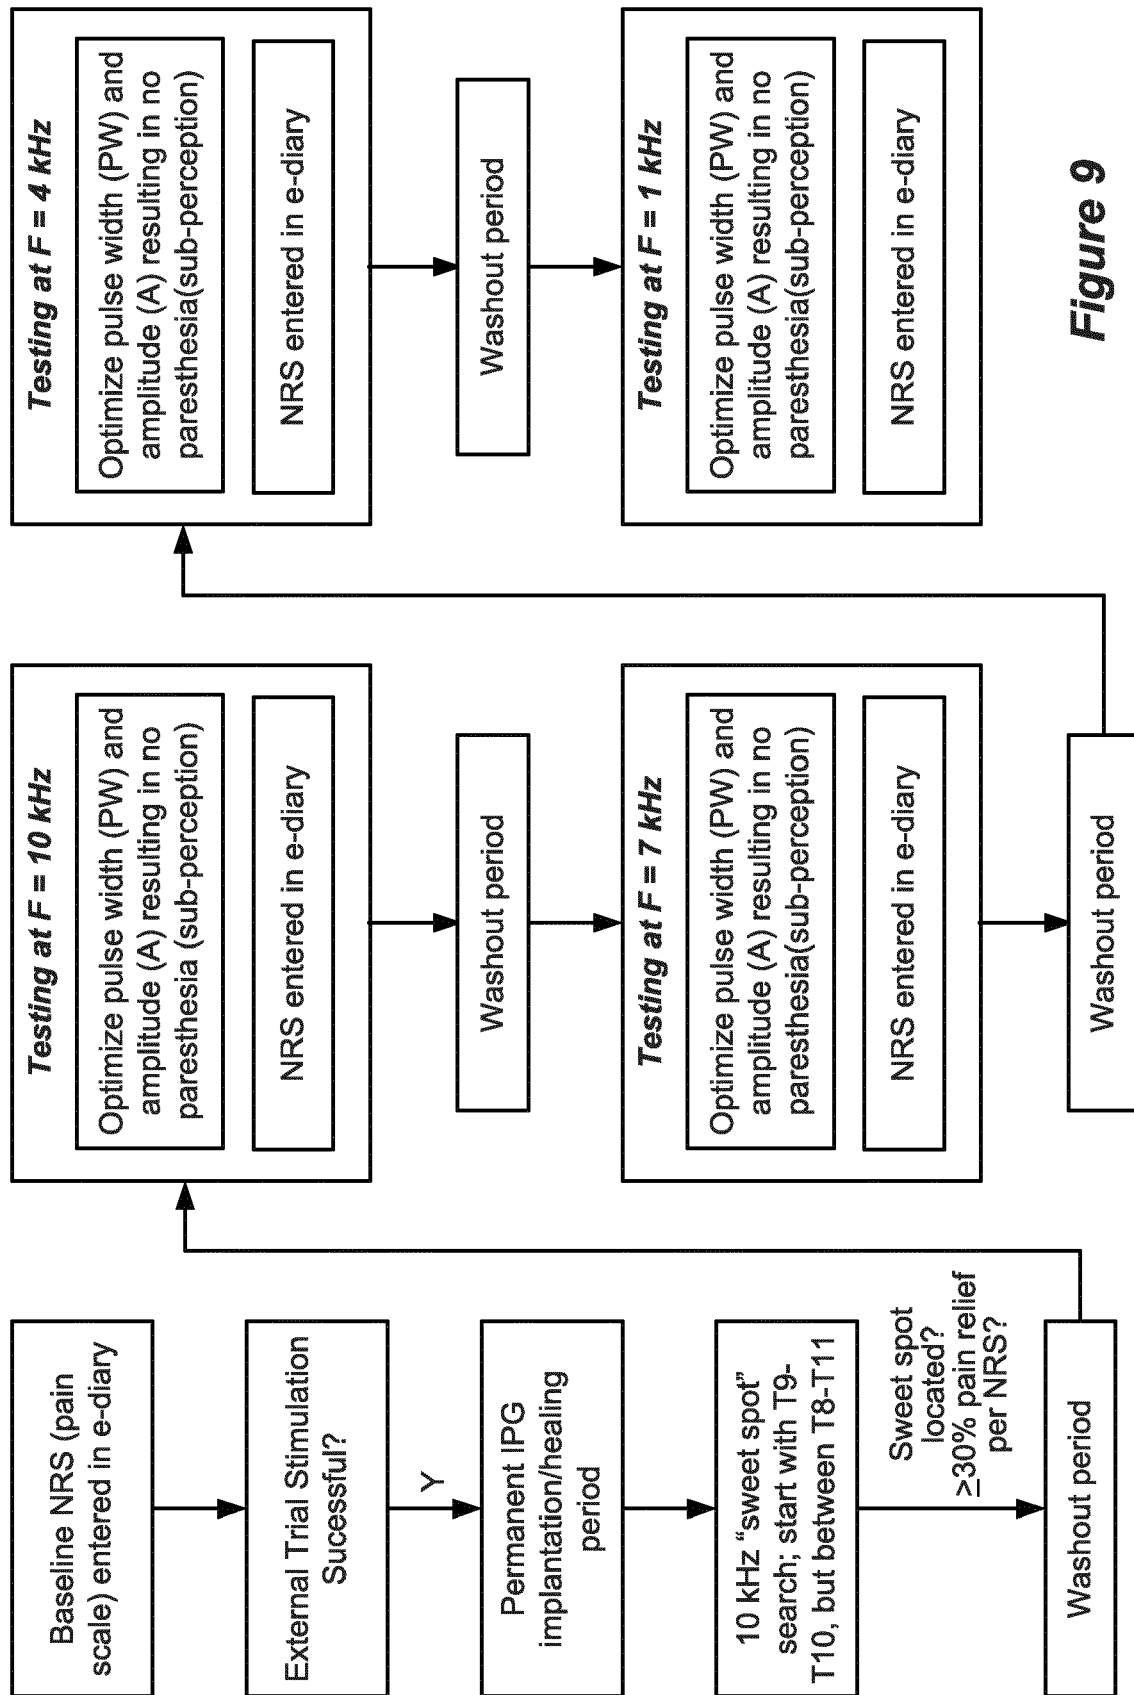 Baseline NRS (pain
scale) entered in e-diary
External Trial Stimulation
Sucessful?
Y
Permanent IPG
implantation/healing
period
10 kHz “sweet spot”
search; start with T9-
T10, but between T8-T11
Sweet spot
located?
≥30% pain relief
per NRS?
Washout period
Testing at F = 10 kHz
Optimize pulse width (PW) and
amplitude (A) resulting in no
paresthesia (sub-perception)
NRS entered in e-diary
Washout period
Testing at F = 7 kHz
Optimize pulse width (PW) and
amplitude (A) resulting in no
paresthesia(sub-perception)
NRS entered in e-diary
Washout period
Testing at F = 4 kHz
Optimize pulse width (PW) and
amplitude (A) resulting in no
paresthesia(sub-perception)
NRS entered in e-diary
Washout period
Testing at F = 1 kHz
Optimize pulse width (PW) and
amplitude (A) resulting in no
paresthesia(sub-perception)
NRS entered in e-diary
Figure 9